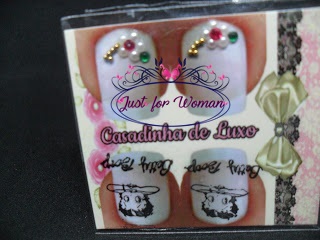 Just for Woman
Casadinha de Luxo
Betty Boop
Betty Boop